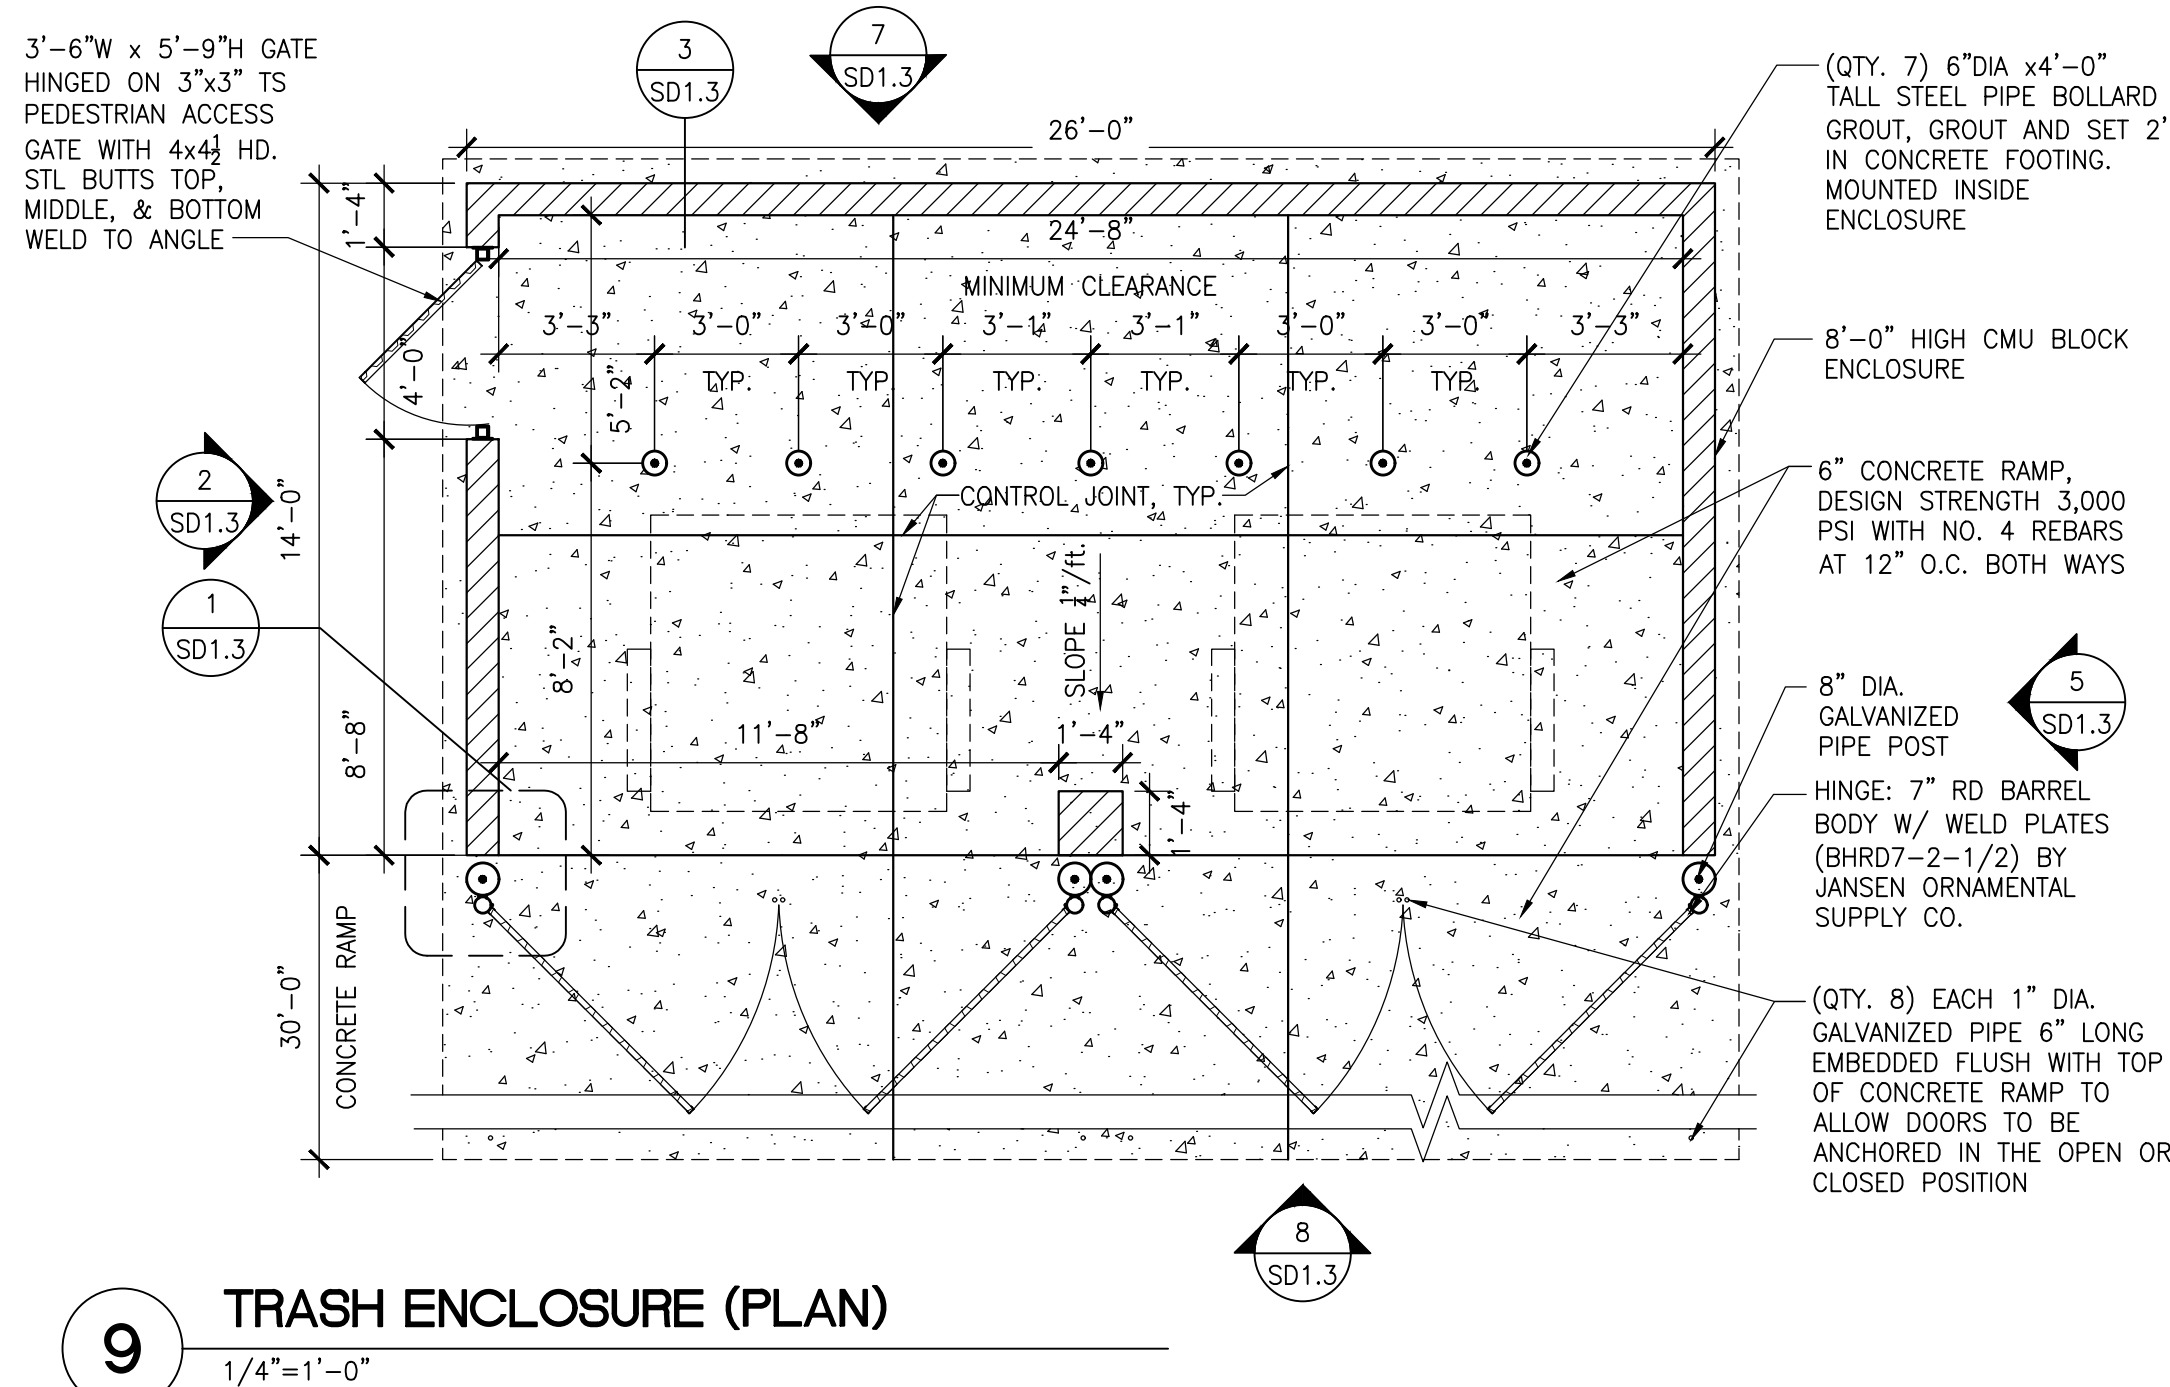 3'-6"W x 5'-9"H GATE
HINGED ON 3"x3" TS
PEDESTRIAN ACCESS
GATE WITH 4x4½ HD.
STL BUTTS TOP,
MIDDLE, & BOTTOM
WELD TO ANGLE
3
SD1.3
7
SD1.3
(QTY. 7) 6"DIA x4'-0"
TALL STEEL PIPE BOLLARD
GROUT, GROUT AND SET 2'
IN CONCRETE FOOTING.
MOUNTED INSIDE
ENCLOSURE
26'-0"
1'-4"
24'-8"
MINIMUM CLEARANCE
3'-3"
3'-0"
3'-0"
3'-1"
3'-1"
3'-0"
3'-0"
3'-3"
TYP.
TYP.
TYP.
TYP.
TYP.
TYP.
4'-0"
5'-2"
8'-0" HIGH CMU BLOCK
ENCLOSURE
2
SD1.3
14'-0"
CONTROL JOINT, TYP.
6" CONCRETE RAMP,
DESIGN STRENGTH 3,000
PSI WITH NO. 4 REBARS
AT 12" O.C. BOTH WAYS
1
SD1.3
SLOPE ¼"/ft.
8'-2"
8'-8"
11'-8"
1'-4"
1'-4"
8" DIA.
GALVANIZED
PIPE POST
5
SD1.3
HINGE: 7" RD BARREL
BODY W/ WELD PLATES
(BHRD7-2-1/2) BY
JANSEN ORNAMENTAL
SUPPLY CO.
30'-0"
CONCRETE RAMP
(QTY. 8) EACH 1" DIA.
GALVANIZED PIPE 6" LONG
EMBEDDED FLUSH WITH TOP
OF CONCRETE RAMP TO
ALLOW DOORS TO BE
ANCHORED IN THE OPEN OR
CLOSED POSITION
8
SD1.3
9
TRASH ENCLOSURE (PLAN)
1/4"=1'-0"